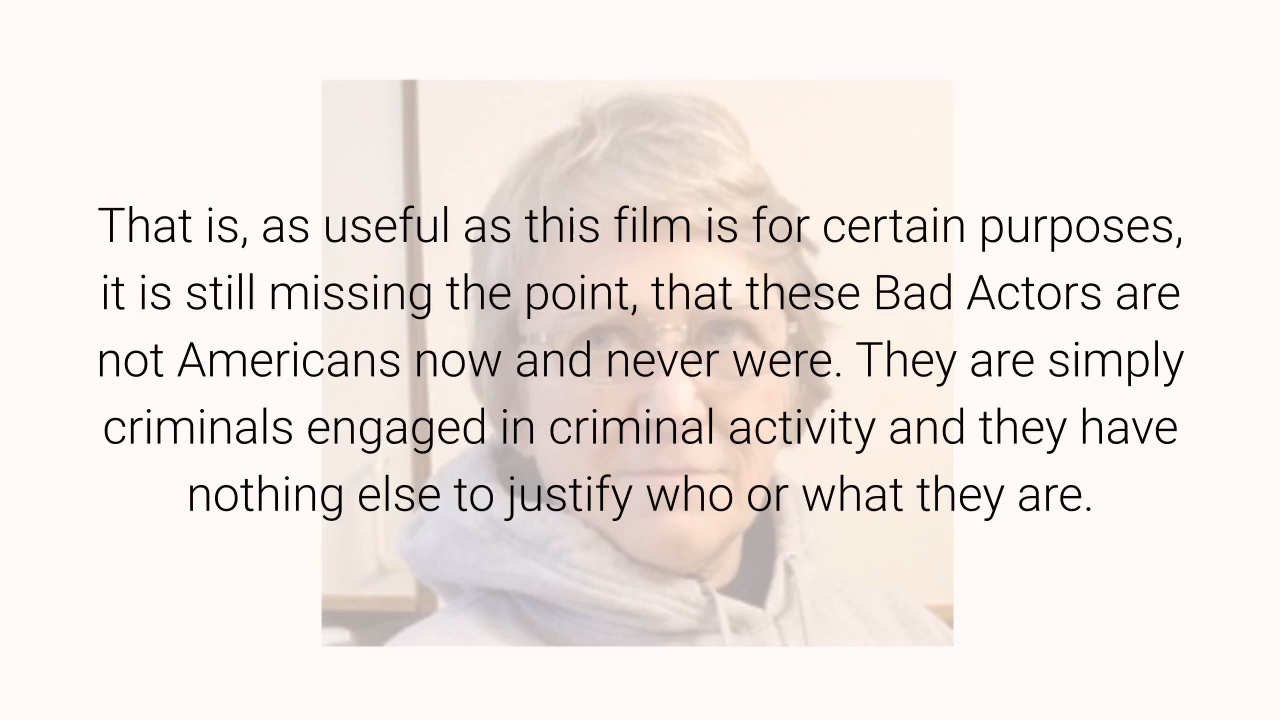 That is, as useful as this film is for certain purposes,
it is still missing the point, that these Bad Actors are
not Americans now and never were. They are simply
criminals engaged in criminal activity and they have
nothing else to justify who or what they are.